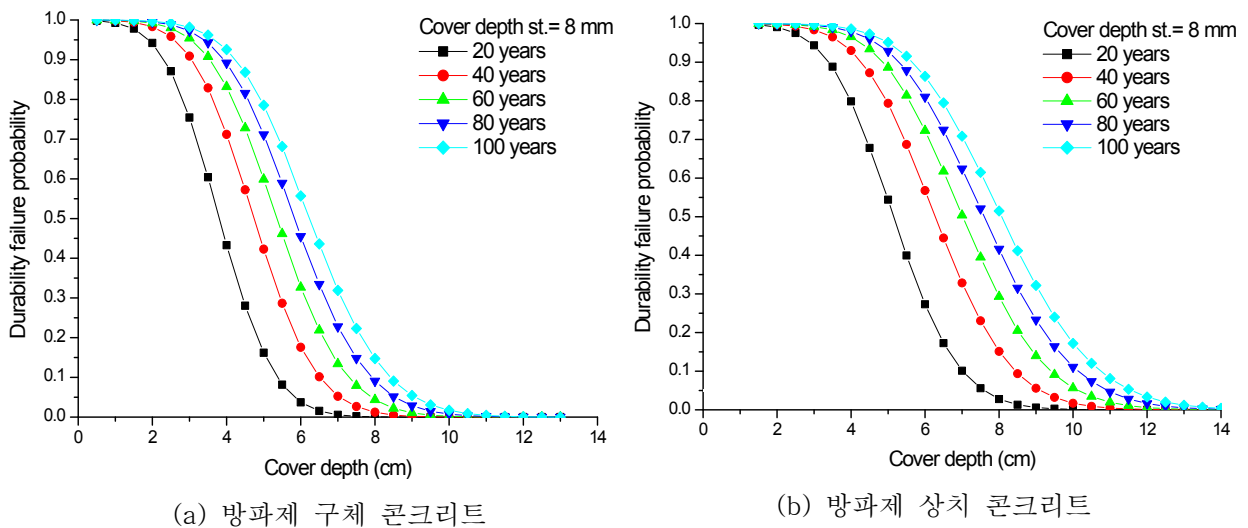 Cover depth st.= 8 mm
20 years
40 years
60 years
80 years
100 years
Durability failure probability
1.0
0.9
0.8
0.7
0.6
0.5
0.4
0.3
0.2
0.1
0.0
0 2 4 6 8 10 12 14
Cover depth (cm)
(a) 방파제 구체 콘크리트
Cover depth st.= 8 mm
20 years
40 years
60 years
80 years
100 years
Durability failure probability
1.0
0.9
0.8
0.7
0.6
0.5
0.4
0.3
0.2
0.1
0.0
0 2 4 6 8 10 12 14
Cover depth (cm)
(b) 방파제 상치 콘크리트